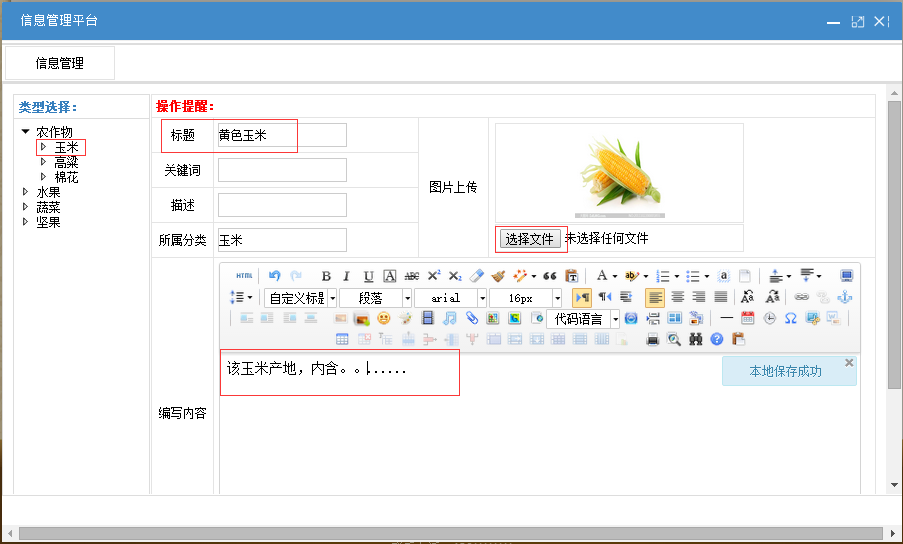 信息管理平台
信息管理
类型选择：
农作物
玉米
高粱
棉花
水果
蔬菜
坚果
操作提醒：
标题
黄色玉米
关键词
描述
所属分类
玉米
图片上传
选择文件 未选择任何文件
HTML
自定义标题 段落 arial 16px
代码语言
编写内容
该玉米产地，内含。。......
本地保存成功